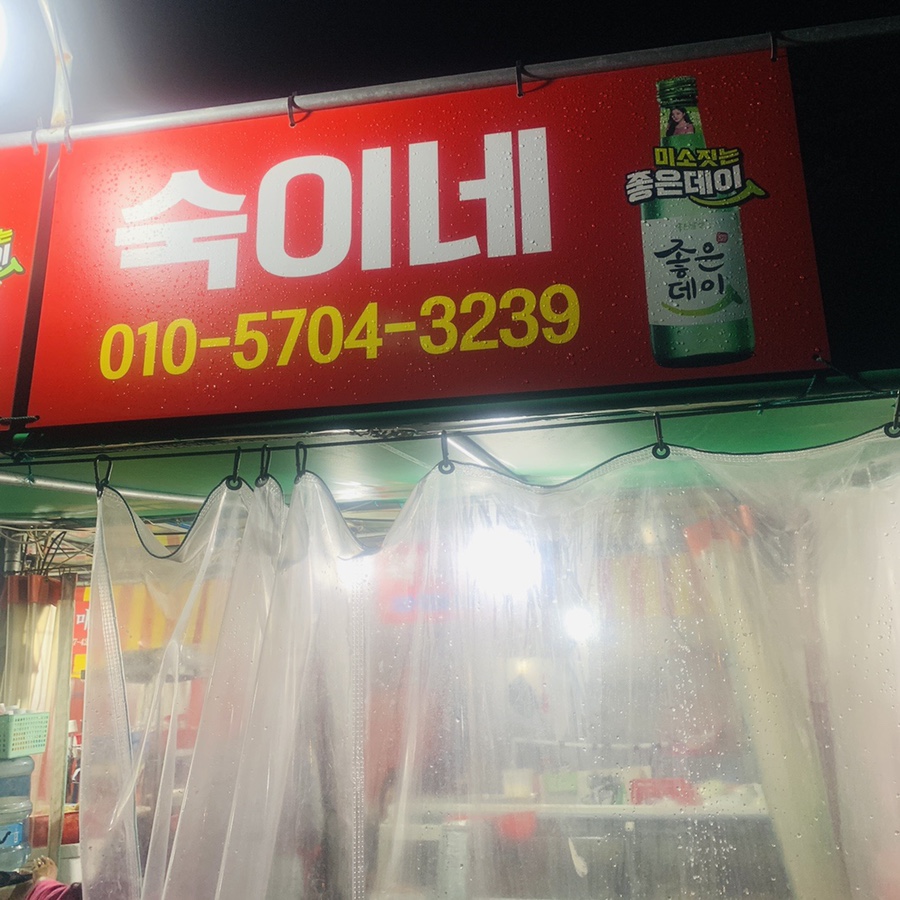 숙이네
010-5704-3239
미소짓는
좋은데이
좋은
데이